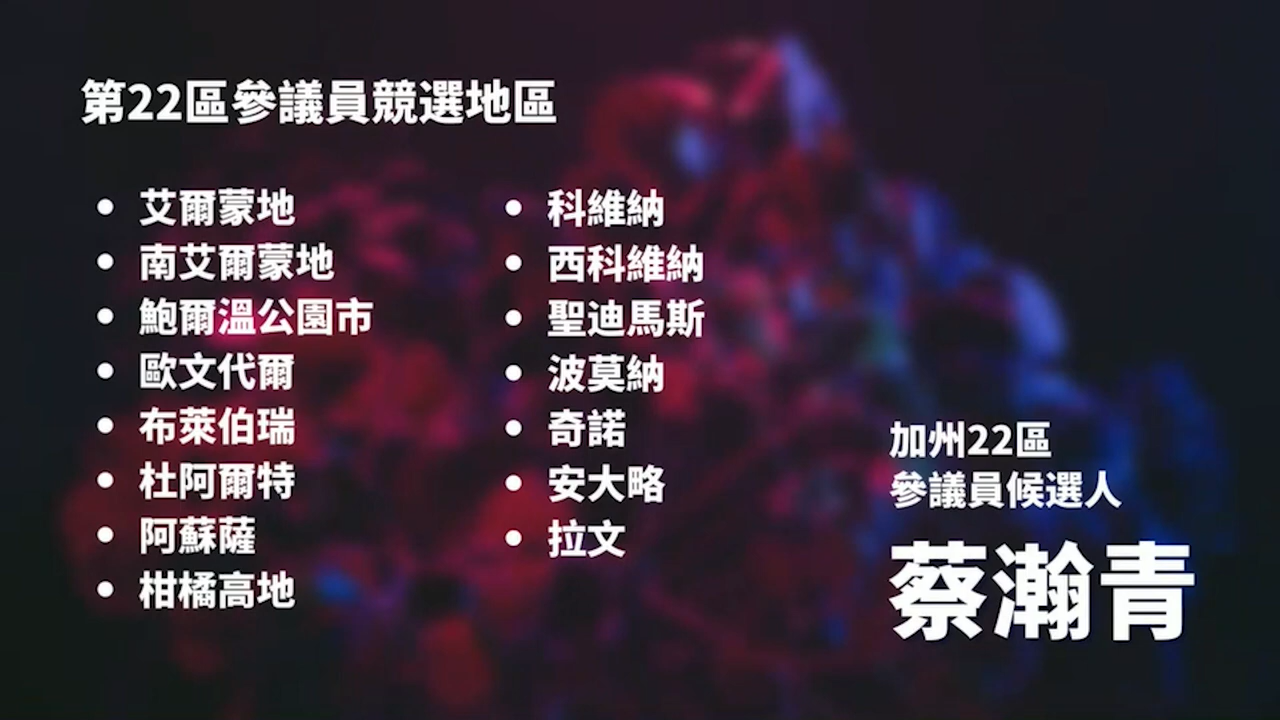 第22區參議員競選地區
• 艾爾蒙地
• 南艾爾蒙地
• 鮑爾溫公園市
• 歐文代爾
• 布萊伯瑞
• 杜阿爾特
• 阿蘇薩
• 柑橘高地
• 科維納
• 西科維納
• 聖迪馬斯
• 波莫納
• 奇諾
• 安大略
• 拉文
加州22區
參議員候選人
蔡瀚青